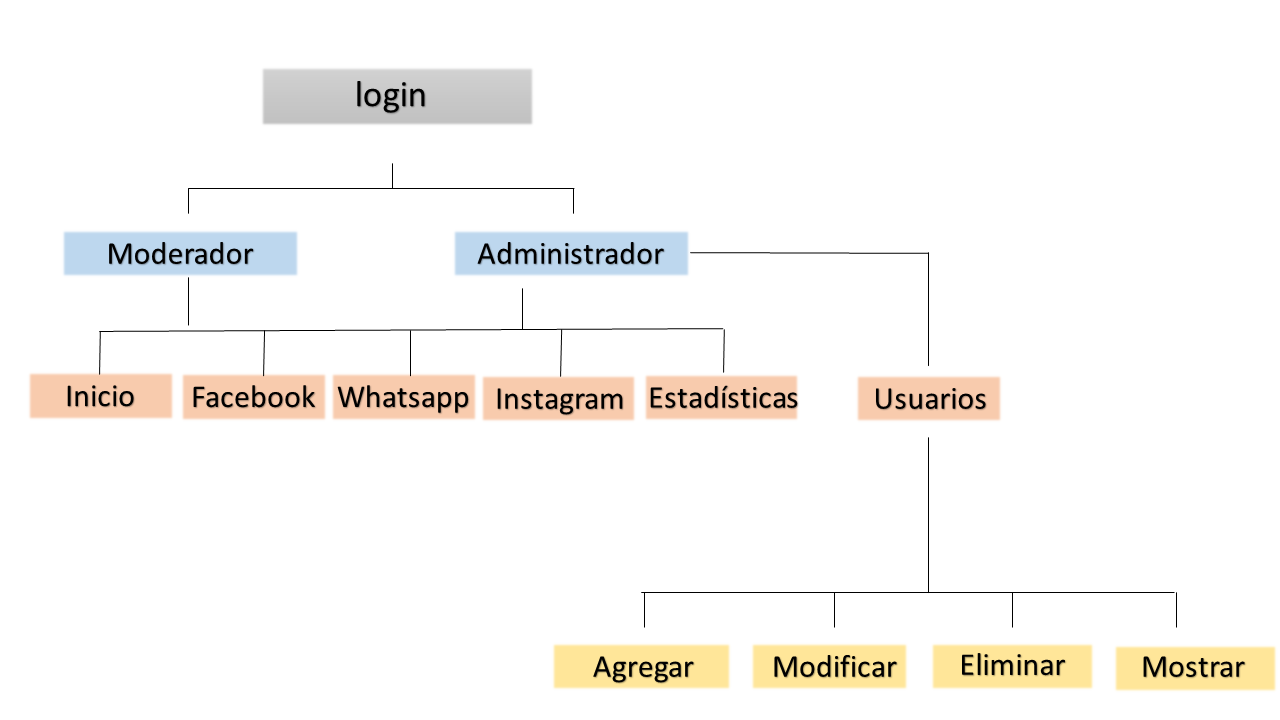 login
Moderador
Administrador
Inicio
Facebook
Whatsapp
Instagram
Estadísticas
Usuarios
Agregar
Modificar
Eliminar
Mostrar